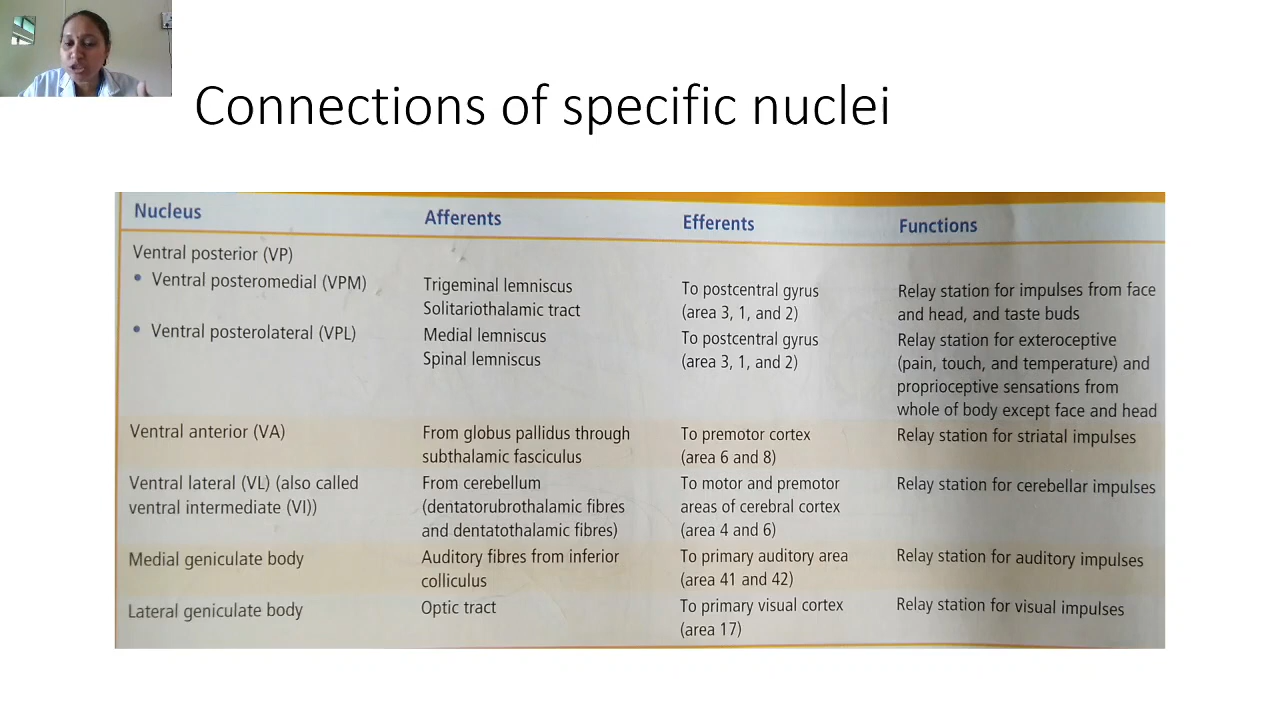 Connections of specific nuclei
Nucleus Afferents Efferents Functions
Ventral posterior (VP)
• Ventral posteromedial (VPM) Trigeminal lemniscus To postcentral gyrus Relay station for impulses from face
Solitariothalamic tract (area 3, 1, and 2) and head, and taste buds
• Ventral posterolateral (VPL) Medial lemniscus To postcentral gyrus Relay station for exteroceptive
Spinal lemniscus (area 3, 1, and 2) (pain, touch, and temperature) and
proprioceptive sensations from
whole of body except face and head
Ventral anterior (VA) From globus pallidus through To premotor cortex Relay station for striatal impulses
subthalamic fasciculus (area 6 and 8)
Ventral lateral (VL) (also called From cerebellum To motor and premotor Relay station for cerebellar impulses
ventral intermediate (VI)) (dentatorubrothalamic fibres areas of cerebral cortex
and dentatothalamic fibres) (area 4 and 6)
Medial geniculate body Auditory fibres from inferior To primary auditory area Relay station for auditory impulses
colliculus (area 41 and 42)
Lateral geniculate body Optic tract To primary visual cortex Relay station for visual impulses
(area 17)